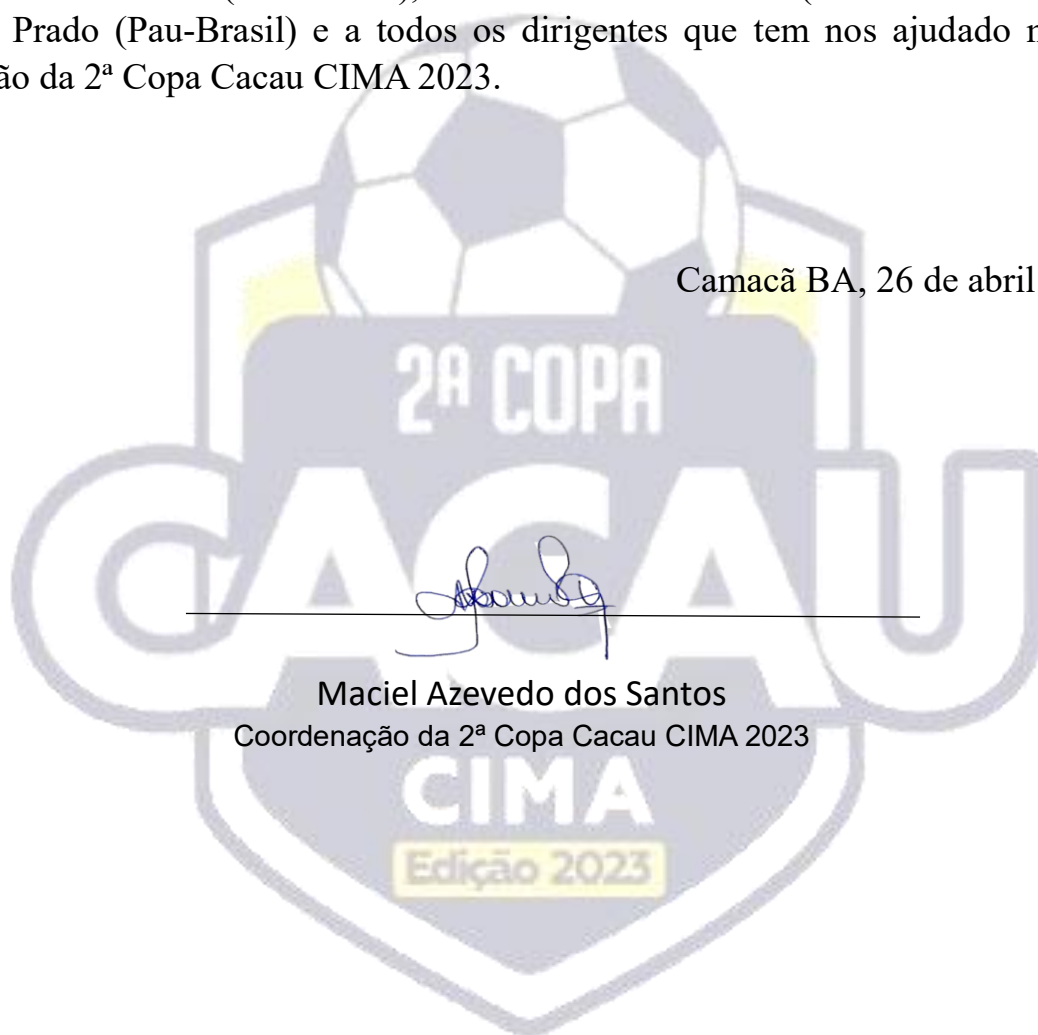 Prado (Pau-Brasil) e a todos os dirigentes que tem nos ajudado
ão da 2ª Copa Cacau CIMA 2023.
Camacã BA, 26 de abril
2ª COPA
CACAU
Maciel Azevedo dos Santos
Coordenação da 2ª Copa Cacau CIMA 2023
CIMA
Edição 2023